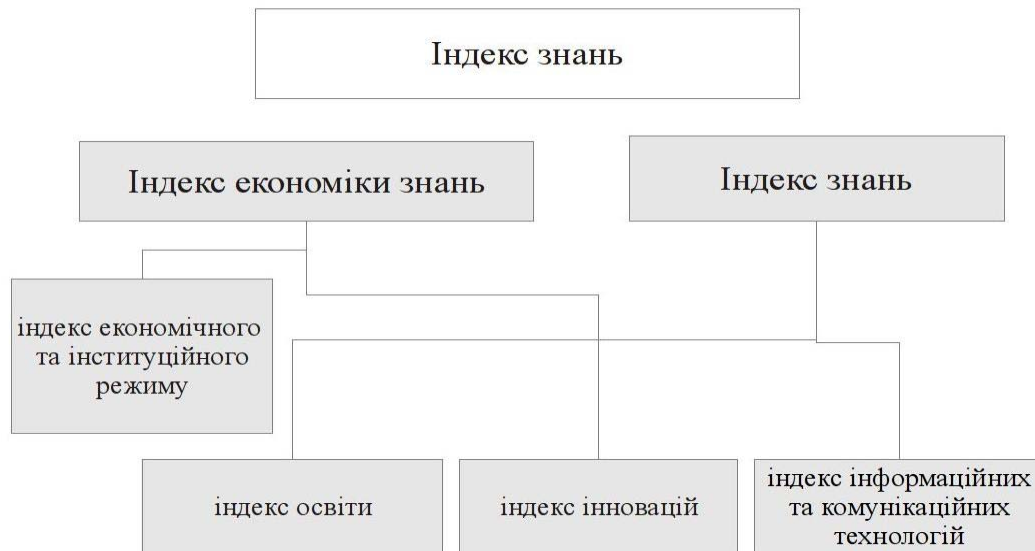 Індекс знань
Індекс економіки знань
Індекс знань
індекс економічного
та інституційного
режиму
індекс освіти
індекс інновацій
індекс інформаційних
та комунікаційних
технологій